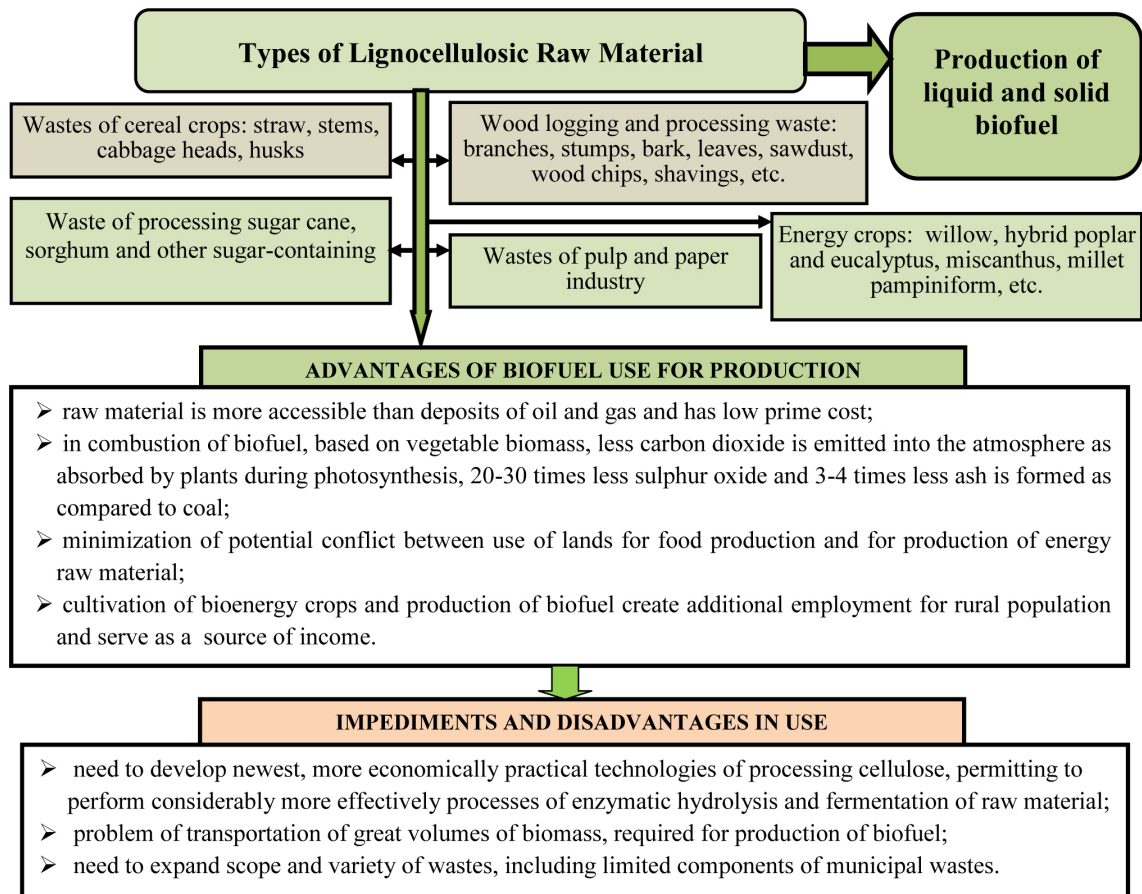 Types of Lignocellulosic Raw Material
Production of
liquid and solid
biofuel
Wastes of cereal crops: straw, stems,
cabbage heads, husks
Wood logging and processing waste:
branches, stumps, bark, leaves, sawdust,
wood chips, shavings, etc.
Waste of processing sugar cane,
sorghum and other sugar-containing
Wastes of pulp and paper
industry
Energy crops: willow, hybrid poplar
and eucalyptus, miscanthus, millet
pampiniform, etc.
ADVANTAGES OF BIOFUEL USE FOR PRODUCTION
➢ raw material is more accessible than deposits of oil and gas and has low prime cost;
➢ in combustion of biofuel, based on vegetable biomass, less carbon dioxide is emitted into the atmosphere as
absorbed by plants during photosynthesis, 20-30 times less sulphur oxide and 3-4 times less ash is formed as
compared to coal;
➢ minimization of potential conflict between use of lands for food production and for production of energy
raw material;
➢ cultivation of bioenergy crops and production of biofuel create additional employment for rural population
and serve as a source of income.
IMPEDIMENTS AND DISADVANTAGES IN USE
➢ need to develop newest, more economically practical technologies of processing cellulose, permitting to
perform considerably more effectively processes of enzymatic hydrolysis and fermentation of raw material;
➢ problem of transportation of great volumes of biomass, required for production of biofuel;
➢ need to expand scope and variety of wastes, including limited components of municipal wastes.